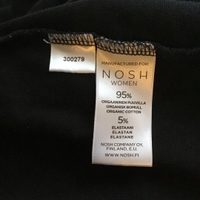 300279
MANUFACTURED FOR
NOSH
WOMEN
95%
ORGAANINEN PUUVILLA
ORGANISK BOMULL
ORGANIC COTTON
5%
ELASTAANI
ELASTAN
ELASTANE
NOSH COMPANY OY,
FINLAND, E.U.
WWW.NOSH.FI